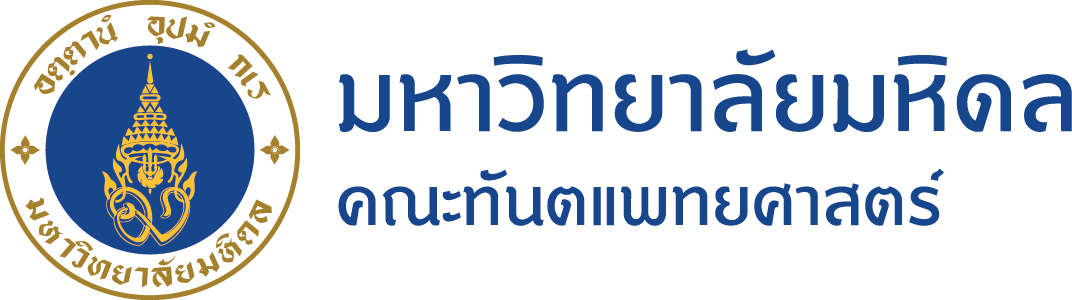 อตฺตานํ อุปมํ กเร
มหาวิทยาลัยมหิดล
มหาวิทยาลัยมหิดล
คณะทันตแพทยศาสตร์